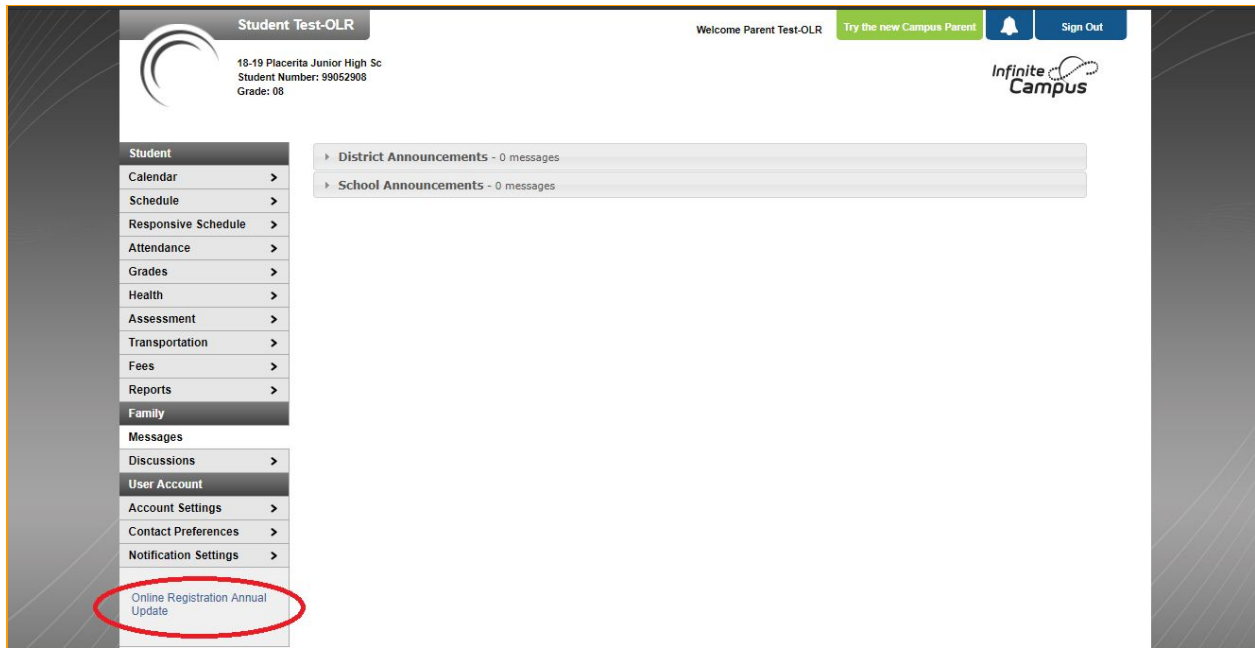 Student Test-OLR
Welcome Parent Test-OLR
Try the new Campus Parent
Sign Out
18-19 Placerita Junior High Sc
Student Number: 99052908
Grade: 08
Infinite
Campus
Student
Calendar
Schedule
Responsive Schedule
Attendance
Grades
Health
Assessment
Transportation
Fees
Reports
Family
Messages
Discussions
User Account
Account Settings
Contact Preferences
Notification Settings
Online Registration Annual
Update
District Announcements - 0 messages
School Announcements - 0 messages